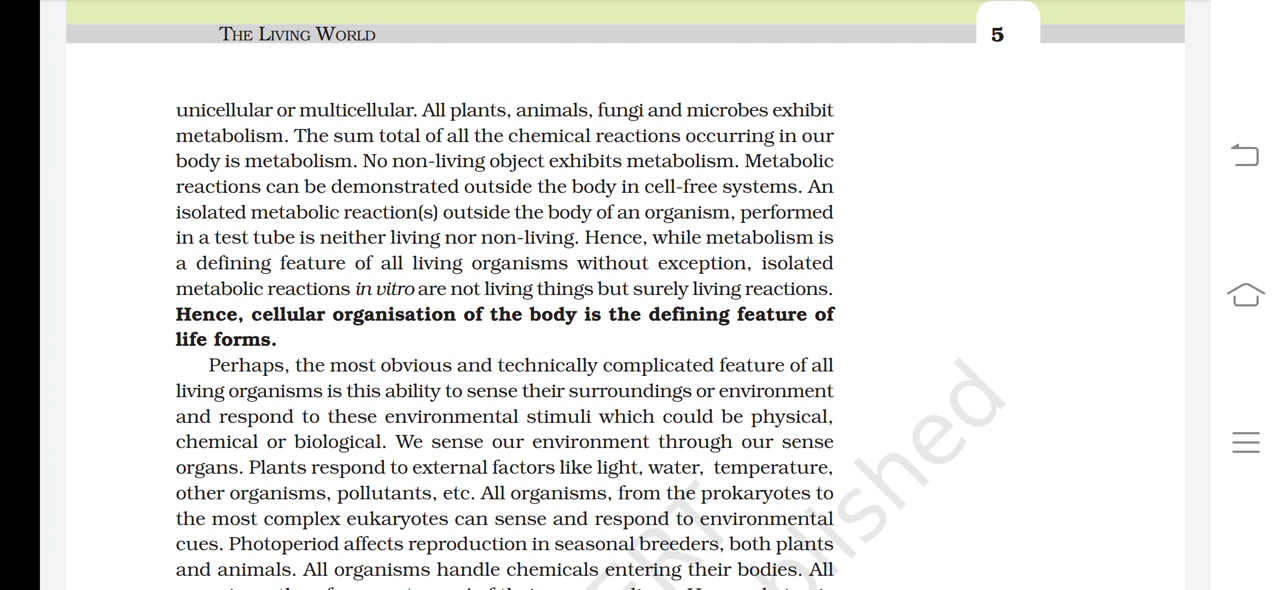 THE LIVING WORLD
5
unicellular or multicellular. All plants, animals, fungi and microbes exhibit
metabolism. The sum total of all the chemical reactions occurring in our
body is metabolism. No non-living object exhibits metabolism. Metabolic
reactions can be demonstrated outside the body in cell-free systems. An
isolated metabolic reaction(s) outside the body of an organism, performed
in a test tube is neither living nor non-living. Hence, while metabolism is
a defining feature of all living organisms without exception, isolated
metabolic reactions in vitro are not living things but surely living reactions.
Hence, cellular organisation of the body is the defining feature of
life forms.
Perhaps, the most obvious and technically complicated feature of all
living organisms is this ability to sense their surroundings or environment
and respond to these environmental stimuli which could be physical,
chemical or biological. We sense our environment through our sense
organs. Plants respond to external factors like light, water, temperature,
other organisms, pollutants, etc. All organisms, from the prokaryotes to
the most complex eukaryotes can sense and respond to environmental
cues. Photoperiod affects reproduction in seasonal breeders, both plants
and animals. All organisms handle chemicals entering their bodies. All